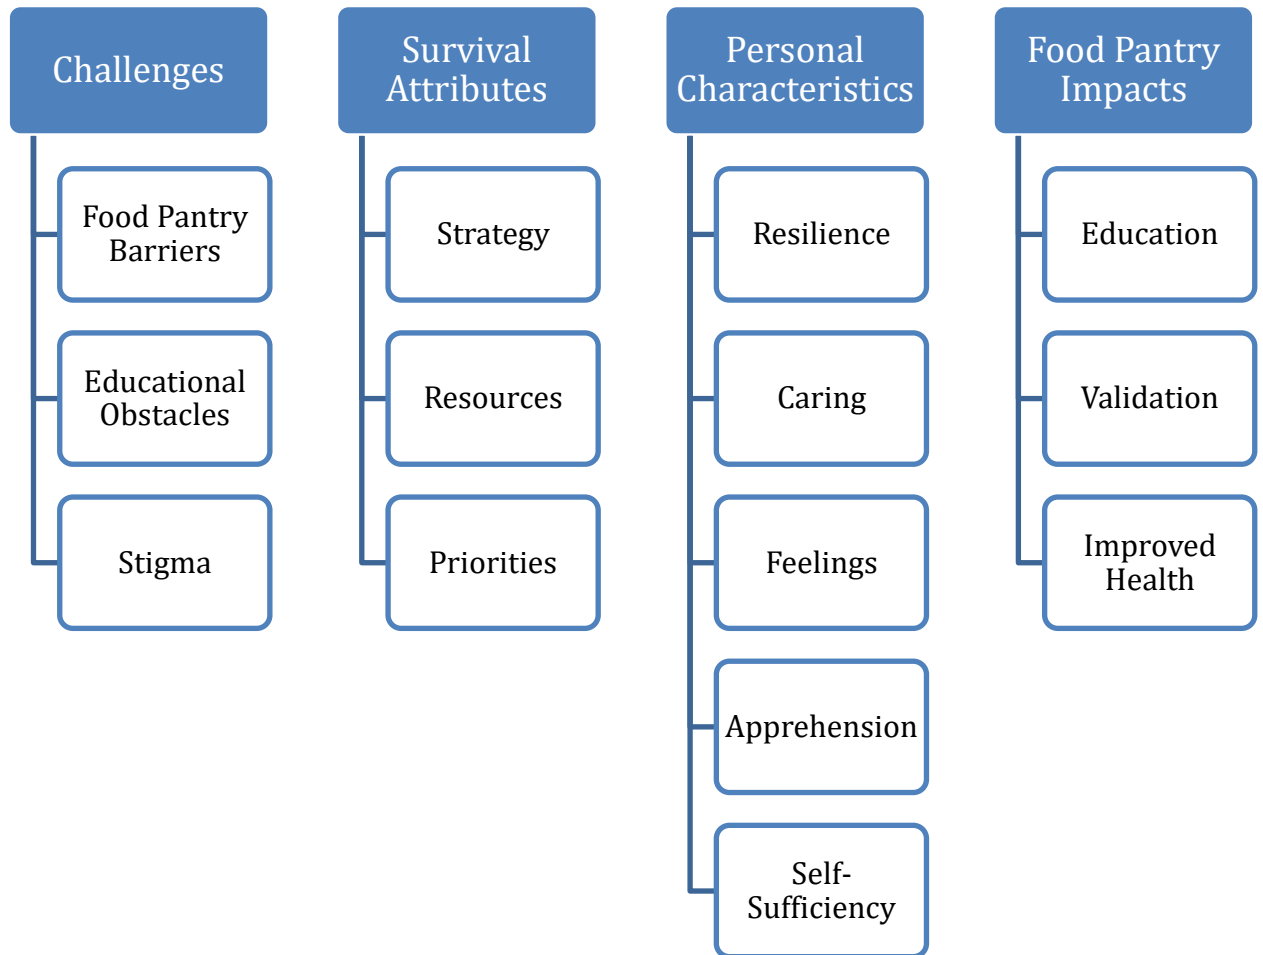 Challenges
Food Pantry
Barriers
Educational
Obstacles
Stigma
Survival
Attributes
Strategy
Resources
Priorities
Personal
Characteristics
Resilience
Caring
Feelings
Apprehension
Self-
Sufficiency
Food Pantry
Impacts
Education
Validation
Improved
Health